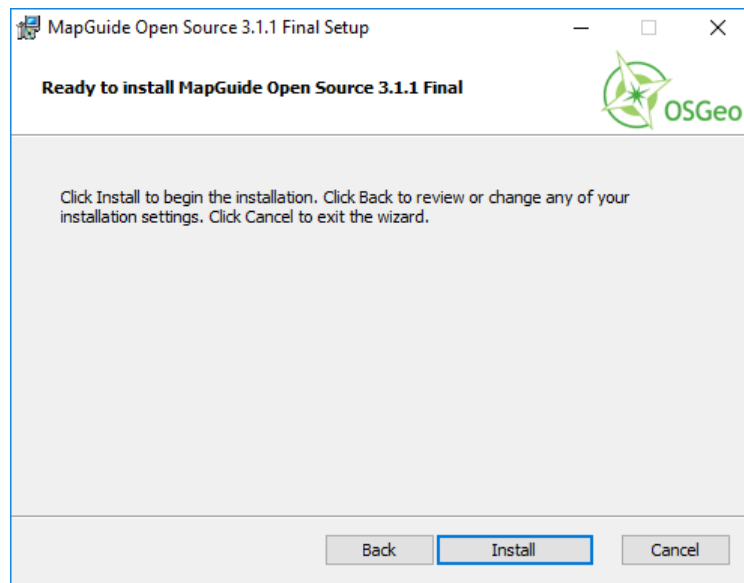 MapGuide Open Source 3.1.1 Final Setup
Ready to install MapGuide Open Source 3.1.1 Final
OSGeo
Click Install to begin the installation. Click Back to review or change any of your
installation settings. Click Cancel to exit the wizard.
Back Install Cancel